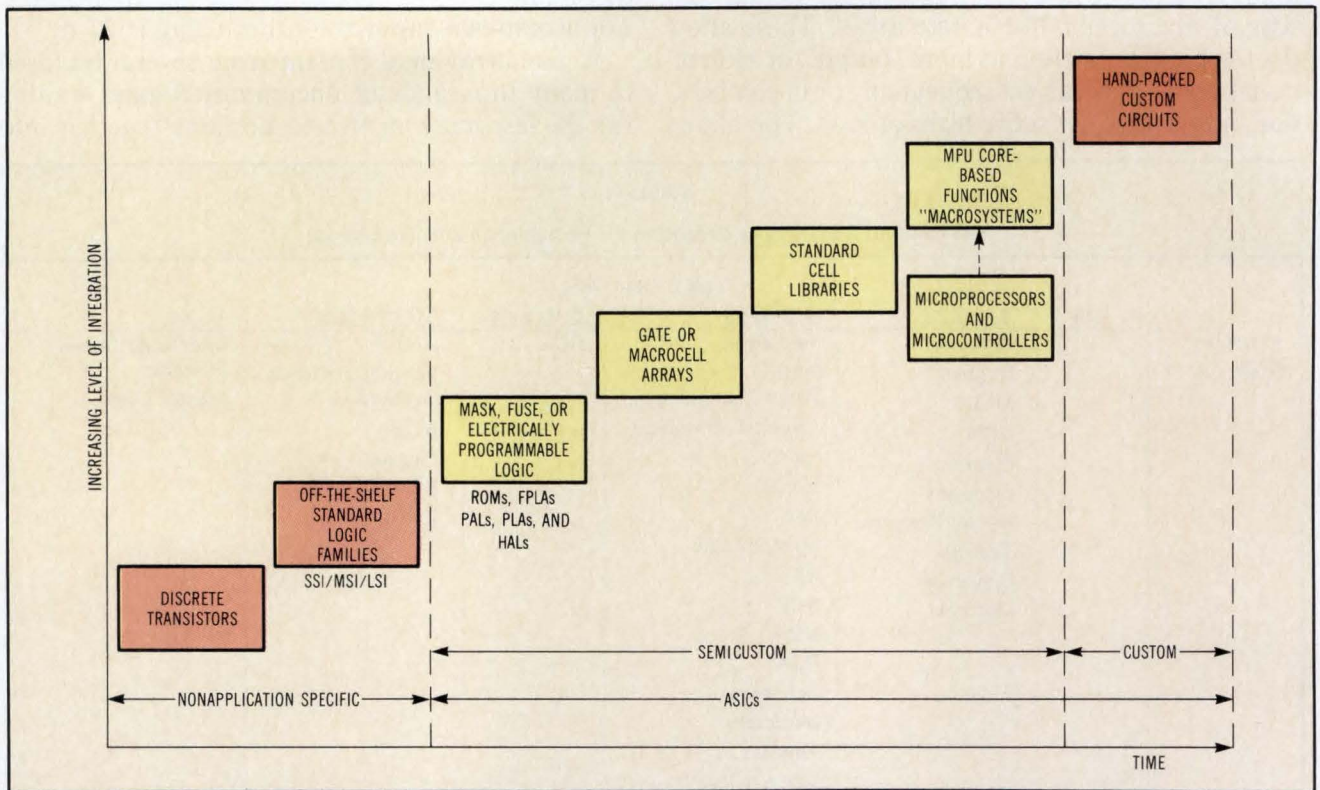 HAND-PACKED
CUSTOM
CIRCUITS
MPU CORE-
BASED
FUNCTIONS
"MACROSYSTEMS"
STANDARD
CELL
LIBRARIES
MICROPROCESSORS
AND
MICROCONTROLLERS
GATE OR
MACROCELL
ARRAYS
MASK, FUSE, OR
ELECTRICALLY
PROGRAMMABLE
LOGIC
ROMs, FPLAs
PALs, PLAs, AND
HALs
OFF-THE-SHELF
STANDARD
LOGIC
FAMILIES
SSI/MSI/LSI
DISCRETE
TRANSISTORS
INCREASING LEVEL OF INTEGRATION
SEMICUSTOM
CUSTOM
NONAPPLICATION SPECIFIC
ASICs
TIME